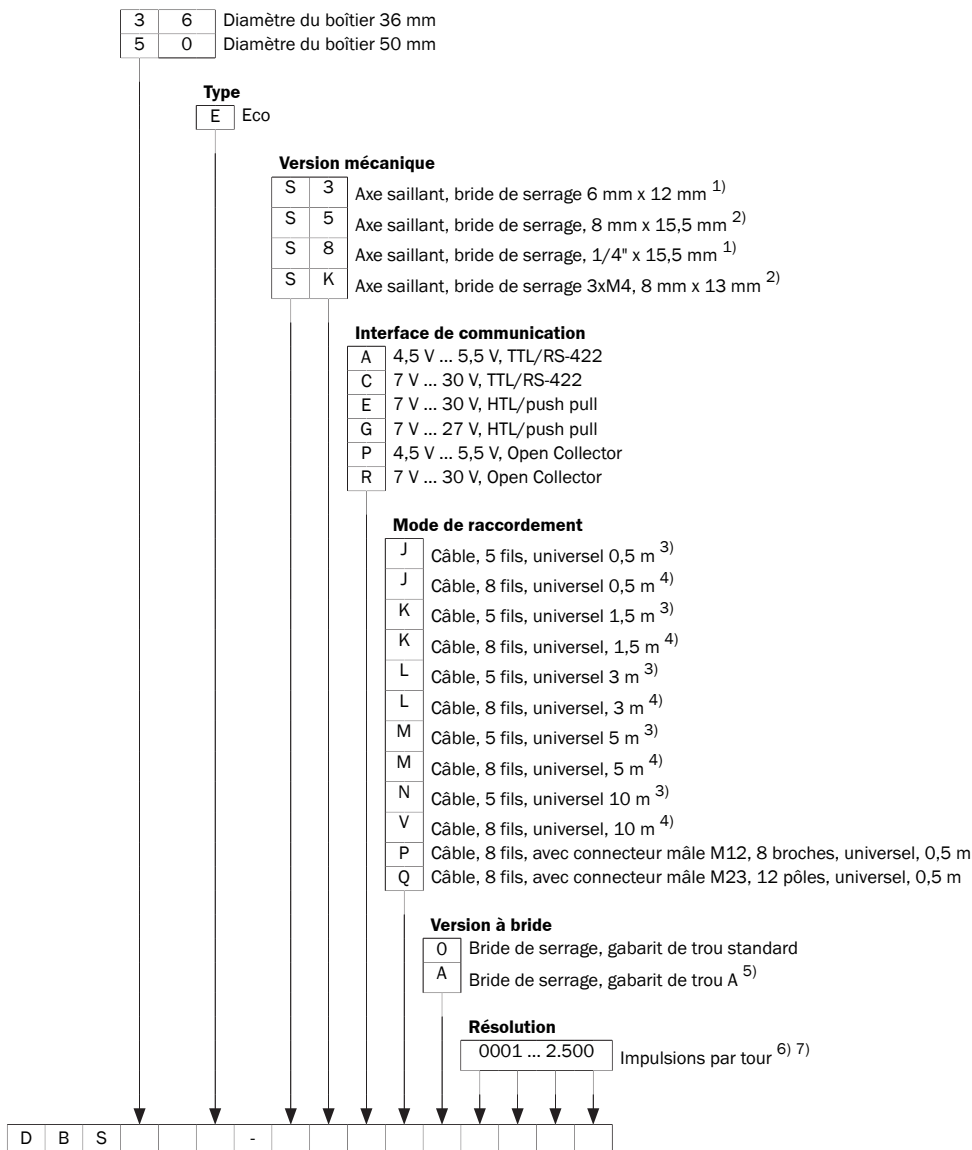 3 6 Diamètre du boîtier 36 mm
5 0 Diamètre du boîtier 50 mm
Type
E Eco
Version mécanique
S 3 Axe saillant, bride de serrage 6 mm x 12 mm 1)
S 5 Axe saillant, bride de serrage, 8 mm x 15,5 mm 2)
S 8 Axe saillant, bride de serrage, 1/4" x 15,5 mm 1)
S K Axe saillant, bride de serrage 3xM4, 8 mm x 13 mm 2)
Interface de communication
A 4,5 V ... 5,5 V, TTL/RS-422
C 7 V ... 30 V, TTL/RS-422
E 7 V ... 30 V, HTL/push pull
G 7 V ... 27 V, HTL/push pull
P 4,5 V ... 5,5 V, Open Collector
R 7 V ... 30 V, Open Collector
Mode de raccordement
J Câble, 5 fils, universel 0,5 m 3)
J Câble, 8 fils, universel 0,5 m 4)
K Câble, 5 fils, universel 1,5 m 3)
K Câble, 8 fils, universel, 1,5 m 4)
L Câble, 5 fils, universel 3 m 3)
L Câble, 8 fils, universel, 3 m 4)
M Câble, 5 fils, universel 5 m 3)
M Câble, 8 fils, universel, 5 m 4)
N Câble, 5 fils, universel 10 m 3)
V Câble, 8 fils, universel, 10 m 4)
P Câble, 8 fils, avec connecteur mâle M12, 8 broches, universel, 0,5 m
Q Câble, 8 fils, avec connecteur mâle M23, 12 pôles, universel, 0,5 m
Version à bride
0 Bride de serrage, gabarit de trou standard
A Bride de serrage, gabarit de trou A 5)
Résolution
0001 ... 2.500 Impulsions par tour 6) 7)
D B S -